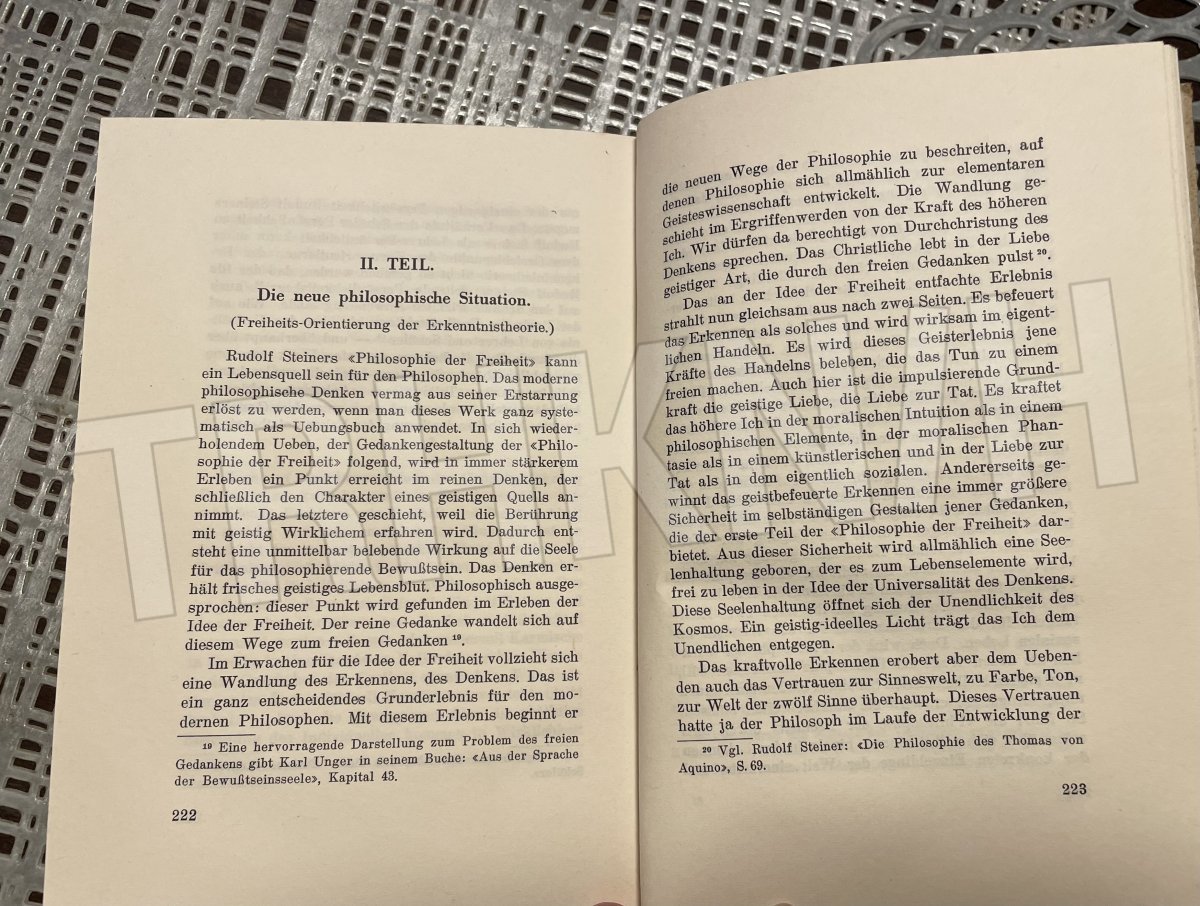 II. TEIL.
Die neue philosophische Situation.
(Freiheits-Orientierung der Erkenntnistheorie.)
Rudolf Steiners «Philosophie der Freiheit» kann
ein Lebensquell sein für den Philosophen. Das moderne
philosophische Denken vermag aus seiner Erstarrung
erlöst zu werden, wenn man dieses Werk ganz syste-
matisch als Uebungsbuch anwendet. In sich wieder-
holendem Ueben, der Gedankengestaltung der «Philo-
sophie der Freiheit» folgend, wird in immer stärkerem
Erleben ein Punkt erreicht im reinen Denken, der
schließlich den Charakter eines geistigen Quells an-
nimmt. Das letztere geschieht, weil die Berührung
mit geistig Wirklichem erfahren wird. Dadurch ent-
steht eine unmittelbar belebende Wirkung auf die Seele
für das philosophierende Bewußtsein. Das Denken er-
hält frisches geistiges Lebensblut. Philosophisch ausge-
sprochen: dieser Punkt wird gefunden im Erleben der
Idee der Freiheit. Der reine Gedanke wandelt sich auf
diesem Wege zum freien Gedanken ¹⁹.
Im Erwachen für die Idee der Freiheit vollzieht sich
eine Wandlung des Erkennens, des Denkens. Das ist
ein ganz entscheidendes Grunderlebnis für den mo-
dernen Philosophen. Mit diesem Erlebnis beginnt er
¹⁹ Eine hervorragende Darstellung zum Problem des freien
Gedankens gibt Karl Unger in seinem Buche: «Aus der Sprache
der Bewußtseinsseele», Kapital 43.
222
die neuen Wege der Philosophie zu beschreiten, auf
denen Philosophie sich allmählich zur elementaren
Geisteswissenschaft entwickelt. Die Wandlung ge-
schieht im Ergriffenwerden von der Kraft des höheren
Ich. Wir dürfen da berechtigt von Durchchristung des
Denkens sprechen. Das Christliche lebt in der Liebe
geistiger Art, die durch den freien Gedanken pulst ²⁰.
Das an der Idee der Freiheit entfachte Erlebnis
strahlt nun gleichsam aus nach zwei Seiten. Es befeuert
das Erkennen als solches und wird wirksam im eigent-
lichen Handeln. Es wird dieses Geisterlebnis jene
Kräfte des Handelns beleben, die das Tun zu einem
freien machen. Auch hier ist die impulsierende Grund-
kraft die geistige Liebe, die Liebe zur Tat. Es kraftet
das höhere Ich in der moralischen Intuition als in einem
philosophischen Elemente, in der moralischen Phan-
tasie als in einem künstlerischen und in der Liebe zur
Tat als in dem eigentlich sozialen. Andererseits ge-
winnt das geistbefeuerte Erkennen eine immer größere
Sicherheit im selbständigen Gestalten jener Gedanken,
die der erste Teil der «Philosophie der Freiheit» dar-
bietet. Aus dieser Sicherheit wird allmählich eine See-
lenhaltung geboren, der es zum Lebenselemente wird,
frei zu leben in der Idee der Universalität des Denkens.
Diese Seelenhaltung öffnet sich der Unendlichkeit des
Kosmos. Ein geistig-ideelles Licht trägt das Ich dem
Unendlichen entgegen.
Das kraftvolle Erkennen erobert aber dem Ueben-
den auch das Vertrauen zur Sinneswelt, zu Farbe, Ton,
zur Welt der zwölf Sinne überhaupt. Dieses Vertrauen
hatte ja der Philosoph im Laufe der Entwicklung der
²⁰ Vgl. Rudolf Steiner: «Die Philosophie des Thomas von
Aquino», S. 69.
223